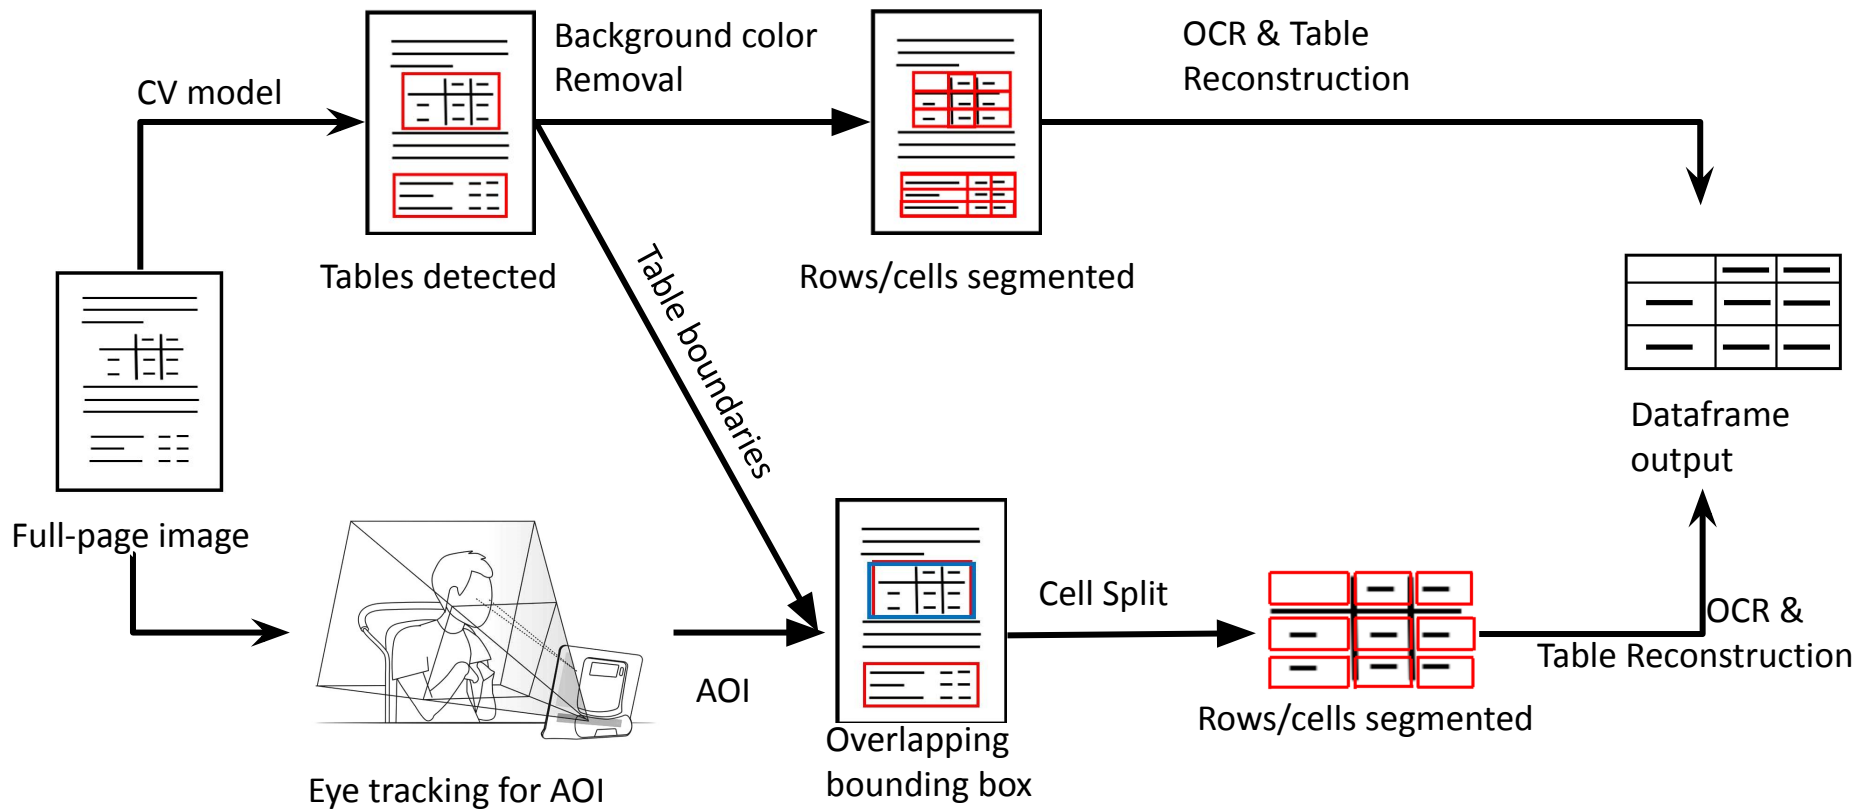 CV model
Background color
Removal
OCR & Table
Reconstruction
Tables detected
Rows/cells segmented
Table boundaries
Full-page image
Dataframe
output
Eye tracking for AOI
AOI
Overlapping
bounding box
Cell Split
Rows/cells segmented
OCR &
Table Reconstruction